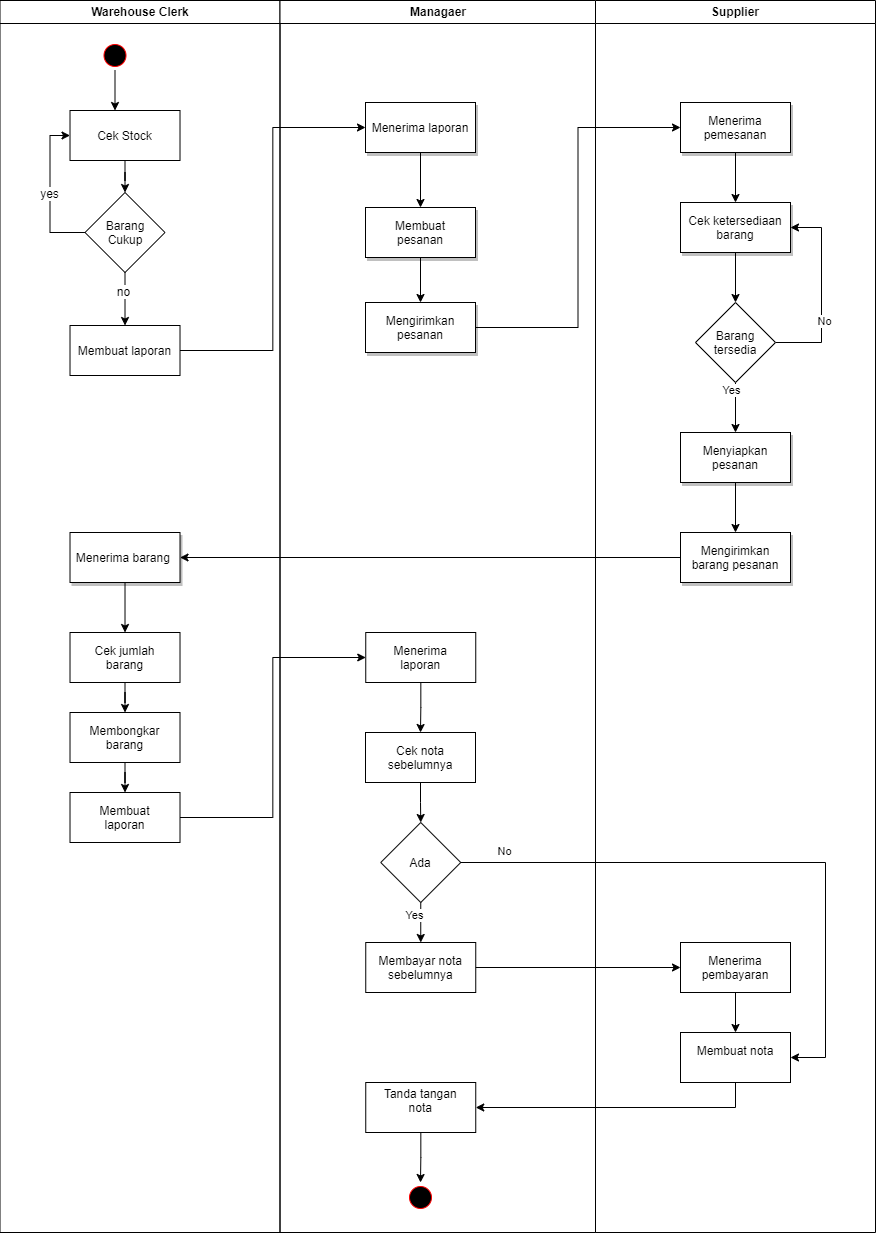 Warehouse Clerk
Managaer
Supplier
Cek Stock
yes
Barang
Cukup
no
Membuat laporan
Menerima laporan
Membuat
pesanan
Mengirimkan
pesanan
Menerima
pemesanan
Cek ketersediaan
barang
Barang
tersedia
No
Yes
Menyiapkan
pesanan
Mengirimkan
barang pesanan
Menerima barang
Cek jumlah
barang
Membongkar
barang
Membuat
laporan
Menerima
laporan
Cek nota
sebelumnya
Ada
No
Yes
Membayar nota
sebelumnya
Menerima
pembayaran
Membuat nota
Tanda tangan
nota